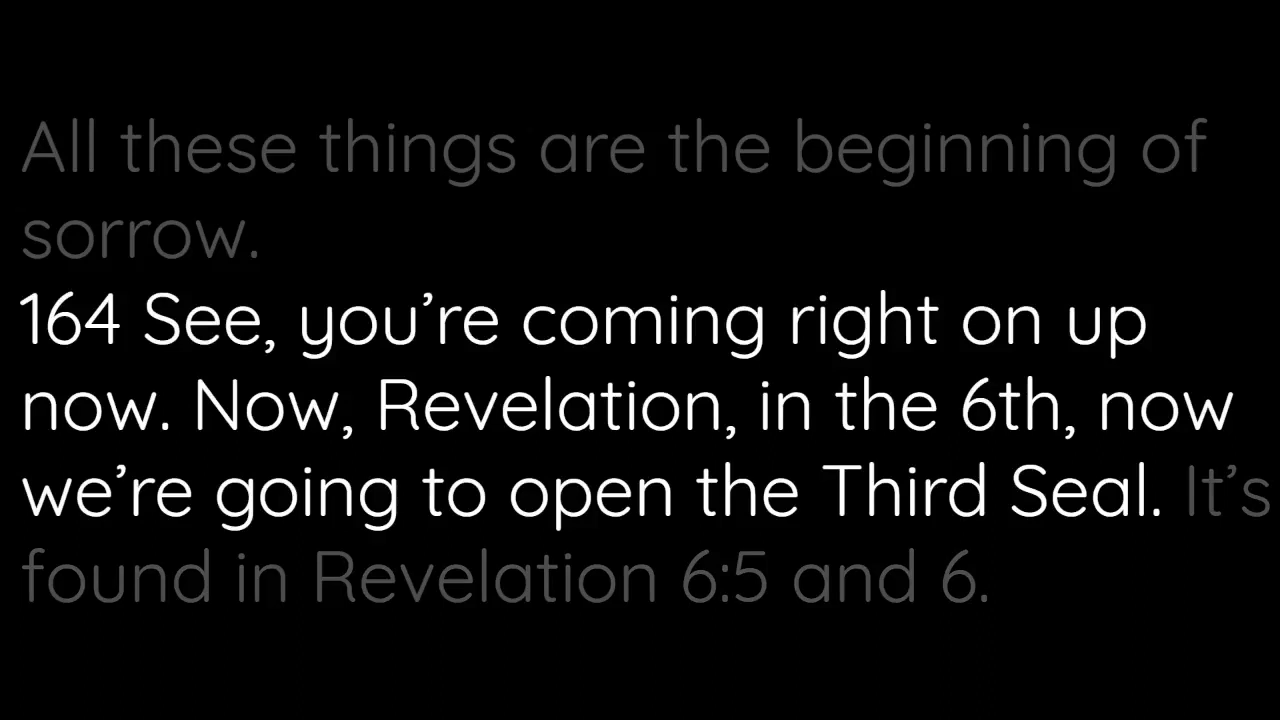 All these things are the beginning of
sorrow.
164 See, you’re coming right on up
now. Now, Revelation, in the 6th, now
we’re going to open the Third Seal. It’s
found in Revelation 6:5 and 6.